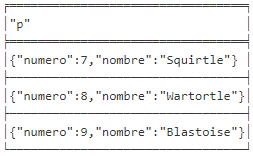 "p"
{"numero":7,"nombre":"Squirtle"}
{"numero":8,"nombre":"Wartortle"}
{"numero":9,"nombre":"Blastoise"}